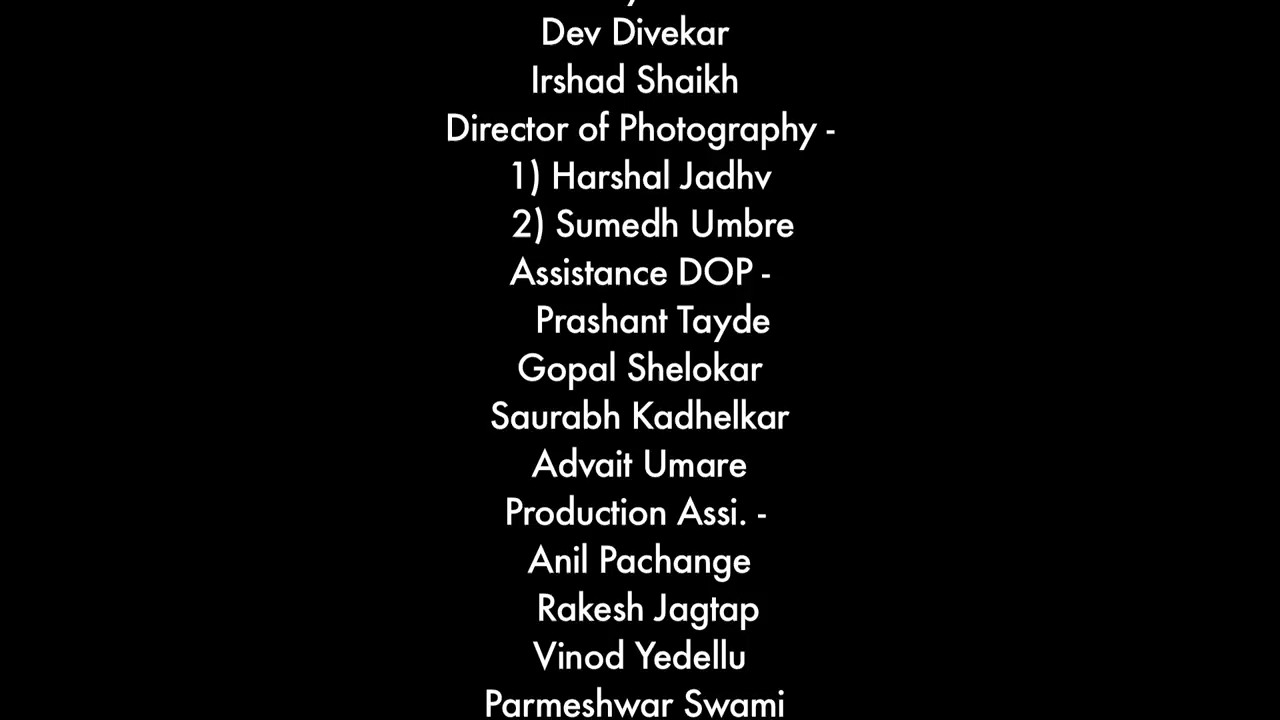 Dev Divekar
Irshad Shaikh
Director of Photography -
1) Harshal Jadhv
2) Sumedh Umbre
Assistance DOP -
Prashant Tayde
Gopal Shelokar
Saurabh Kadhelkar
Advait Umare
Production Assi. -
Anil Pachange
Rakesh Jagtap
Vinod Yedellu
Parmeshwar Swami